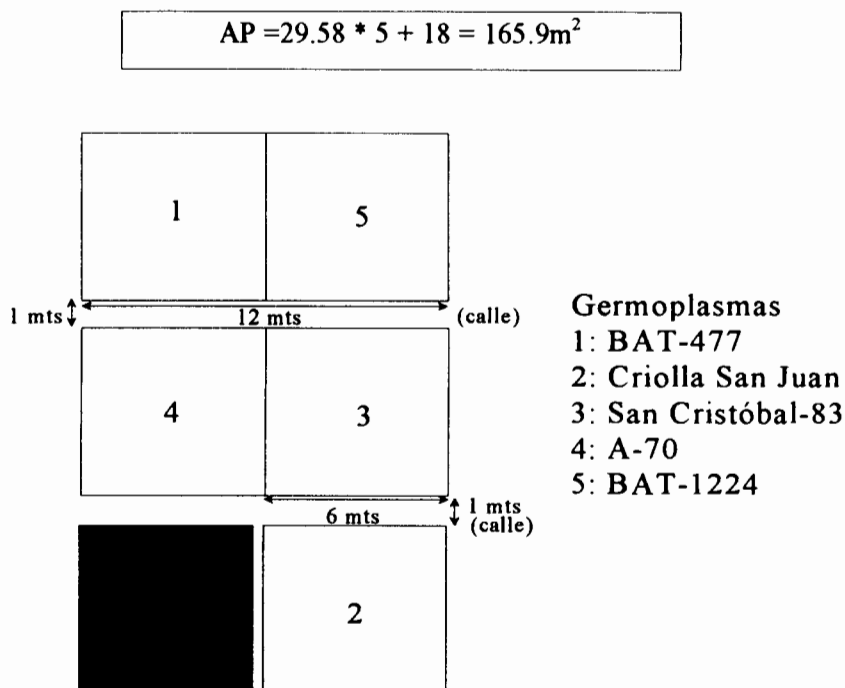 AP =29.58 * 5 + 18 = 165.9m²
1
5
1 mts
12 mts
(calle)
4
3
6 mts
1 mts
(calle)
2
Germoplasmas
1: BAT-477
2: Criolla San Juan
3: San Cristóbal-83
4: A-70
5: BAT-1224